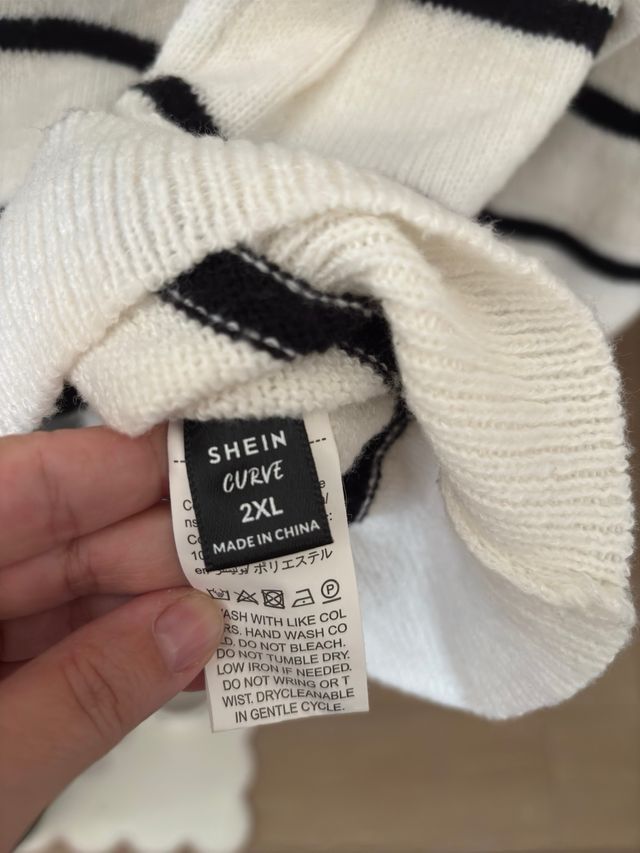 SHEIN
CURVE
2XL
MADE IN CHINA
ポリエステル
ASH WITH LIKE COL
RS. HAND WASH CO
D. DO NOT BLEACH.
DO NOT TUMBLE DRY.
LOW IRON IF NEEDED.
DO NOT WRING OR T
WIST. DRYCLEANABLE
IN GENTLE CYCLE.